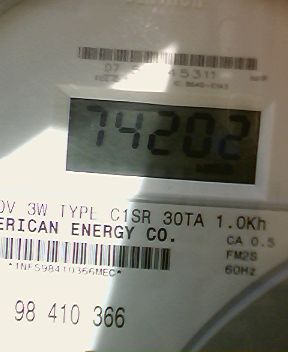 74202
0V 3W TYPE C1SR 30TA 1.0Kh
ERICAN ENERGY CO.
CA 0.5
FM2S
60Hz
*INFS98410366MEC*
98 410 366